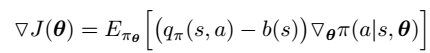 ▽J(θ) = E_{π_θ}[(q_π(s, a) − b(s))▽_θ π(a|s, θ)]